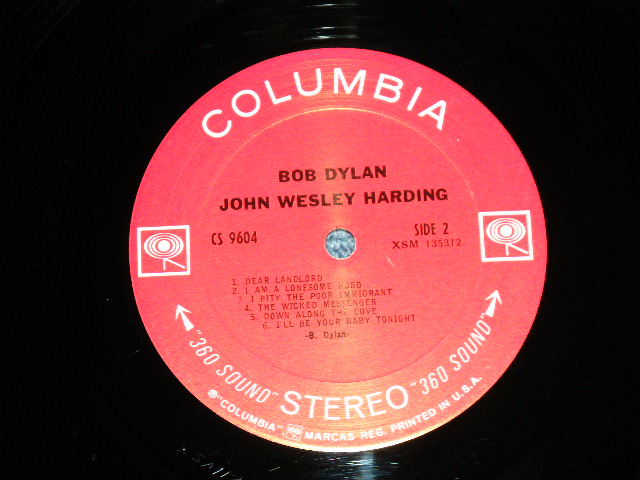 COLUMBIA
BOB DYLAN
JOHN WESLEY HARDING
CS 9604
SIDE 2
XSM 135312
1. DEAR LANDLORD
2. I AM A LONESOME HOBO
3. I PITY THE POOR IMMIGRANT
4. THE WICKED MESSENGER
5. DOWN ALONG THE COVE
6. I'LL BE YOUR BABY TONIGHT
-B. Dylan-
"360 SOUND" STEREO "360 SOUND"
® "COLUMBIA", MARCAS REG. PRINTED IN U.S.A.